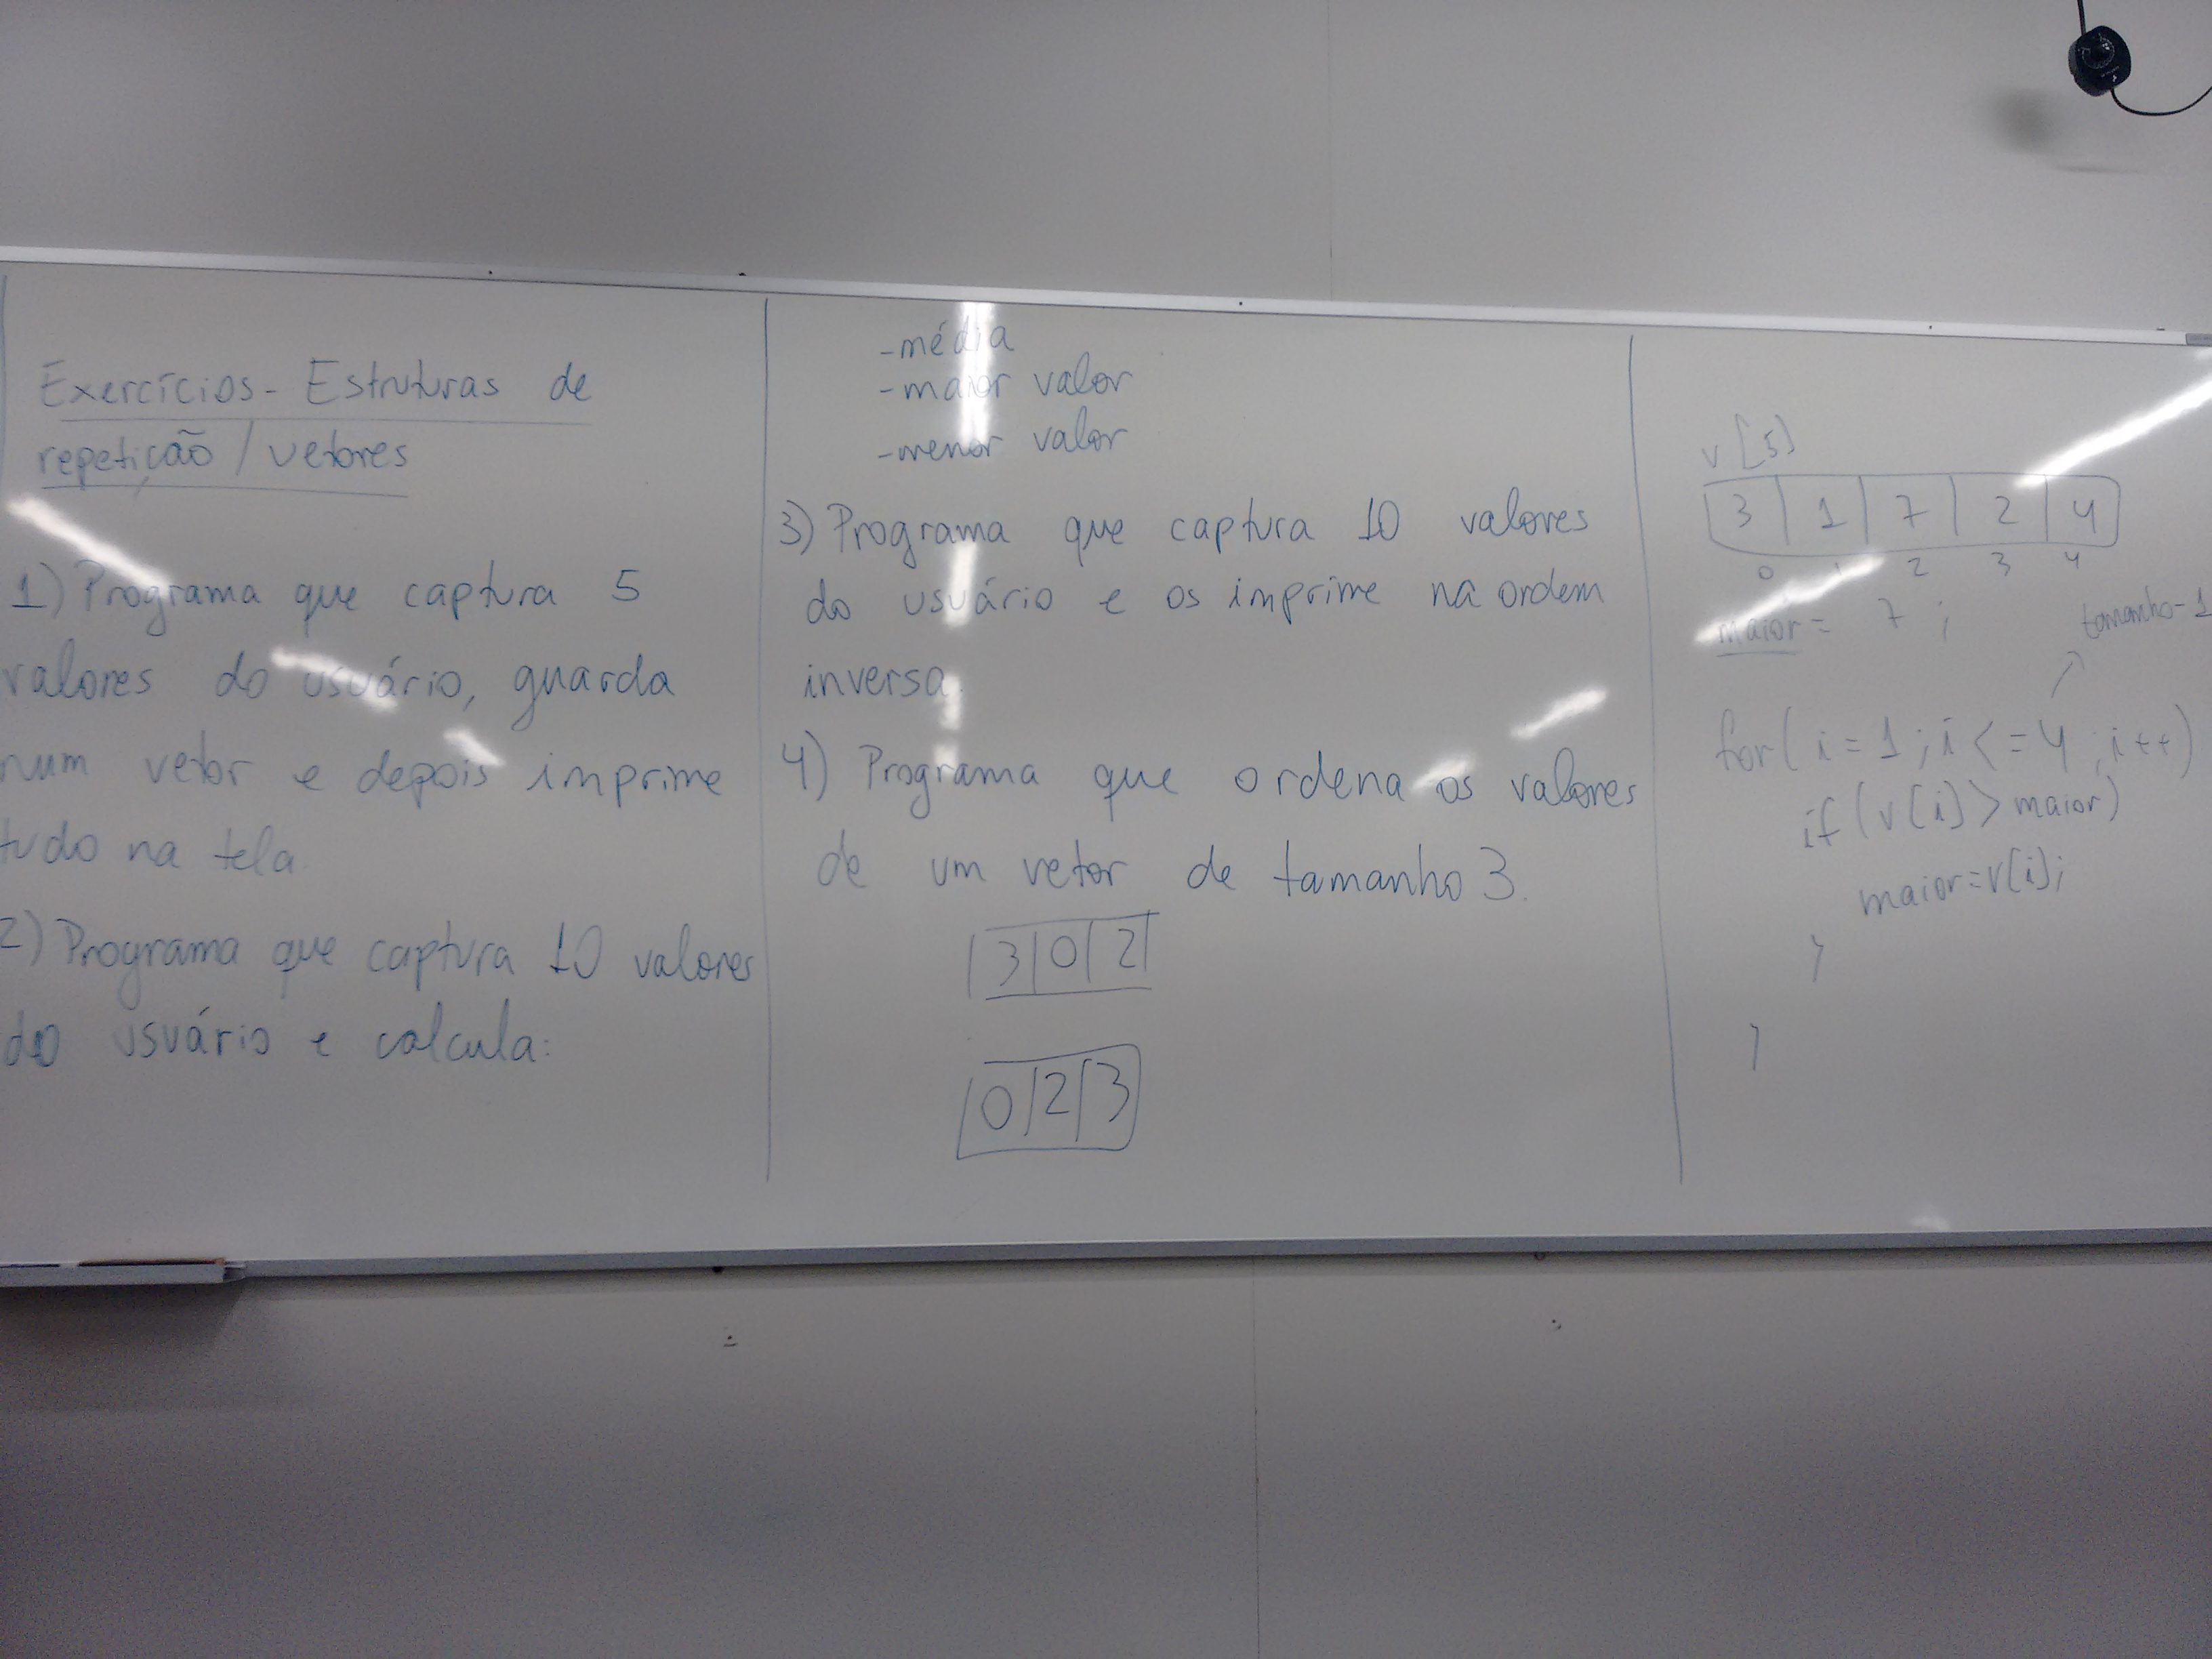 Exercícios - Estruturas de
repetição / vetores
1) Programa que captura 5
valores do usuário, guarda
num vetor e depois imprime
tudo na tela.
2) Programa que captura 10 valores
do usuário e calcula:
- média
- maior valor
- menor valor
3) Programa que captura 10 valores
do usuário e os imprime na ordem
inversa.
4) Programa que ordena os valores
de um vetor de tamanho 3.
3 0 2
0 2 3
v[5]
3 1 7 2 4
0 1 2 3 4
maior = 7 ;
tamanho-1
for( i = 1 ; i <= 4 ; i++)
if (v[i] > maior)
maior = v[i];
}
}